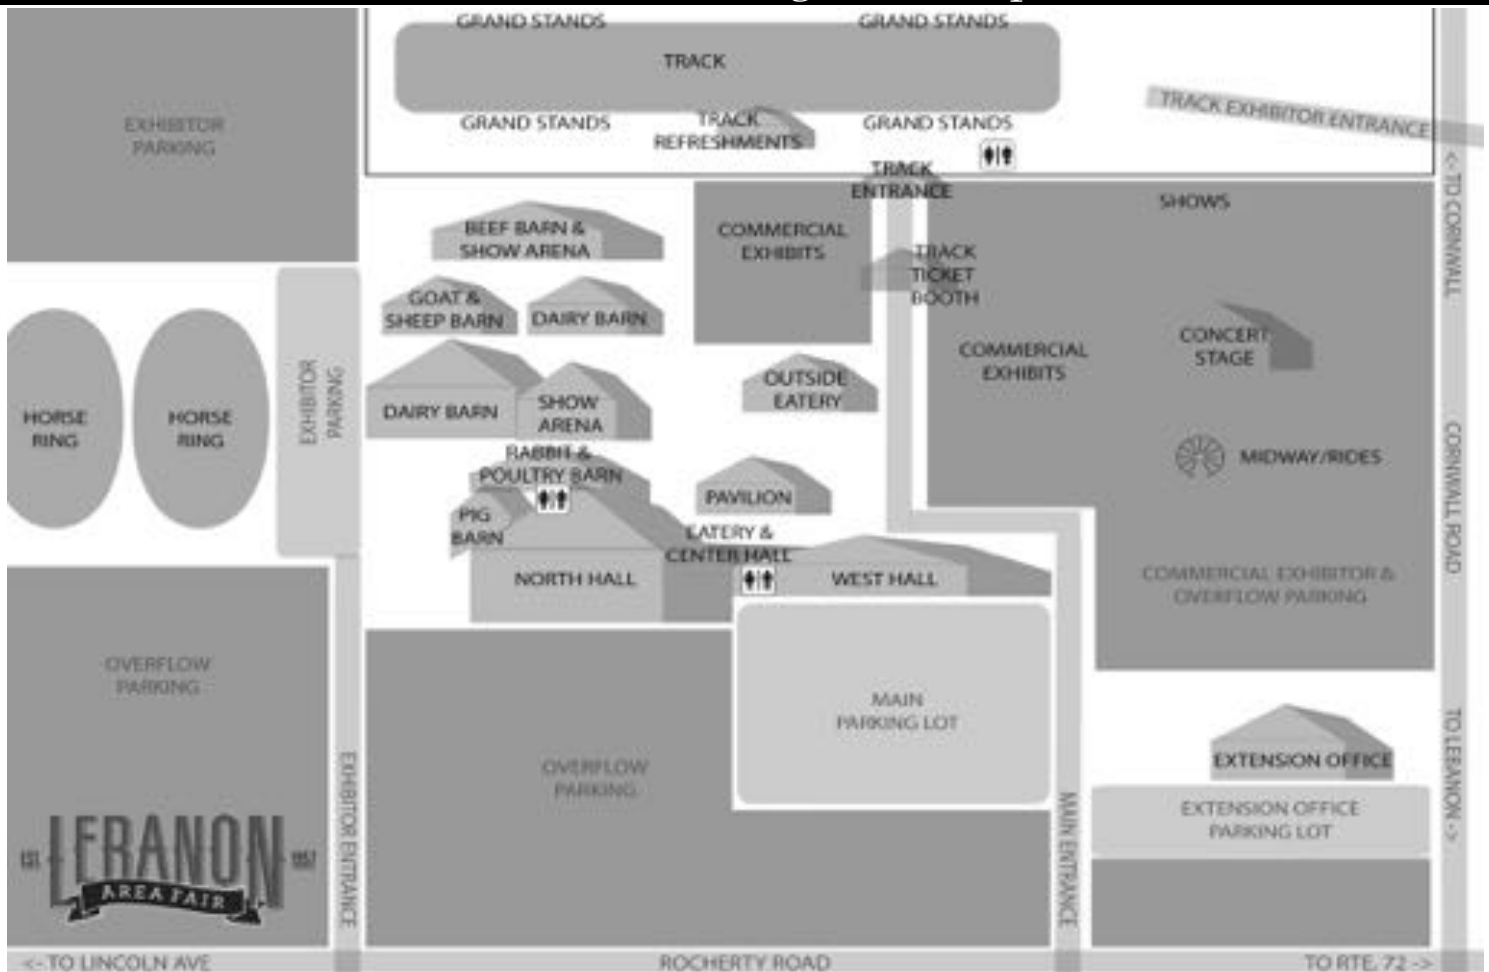 GRAND STANDS
GRAND STANDS
TRACK
TRACK EXHIBITOR ENTRANCE
EXHIBITOR
PARKING
GRAND STANDS
TRACK
REFRESHMENTS
GRAND STANDS
TRACK
ENTRANCE
<- TO CORNWALL
SHOWS
BEEF BARN &
SHOW ARENA
COMMERCIAL
EXHIBITS
TRACK
TICKET
BOOTH
GOAT &
SHEEP BARN
DAIRY BARN
CONCERT
STAGE
COMMERCIAL
EXHIBITS
OUTSIDE
EATERY
EXHIBITOR
PARKING
HORSE
RING
HORSE
RING
DAIRY BARN
SHOW
ARENA
RABBIT &
POULTRY BARN
MIDWAY/RIDES
CORNWALL ROAD
PAVILION
PIG
BARN
EATERY &
CENTER HALL
NORTH HALL
WEST HALL
COMMERCIAL EXHIBITOR &
OVERFLOW PARKING
OVERFLOW
PARKING
MAIN
PARKING LOT
TO LEBANON ->
EXTENSION OFFICE
OVERFLOW
PARKING
EXHIBITOR ENTRANCE
MAIN ENTRANCE
EXTENSION OFFICE
PARKING LOT
EST. LEBANON 1957
AREA FAIR
<- TO LINCOLN AVE
ROCHERTY ROAD
TO RTE. 72 ->